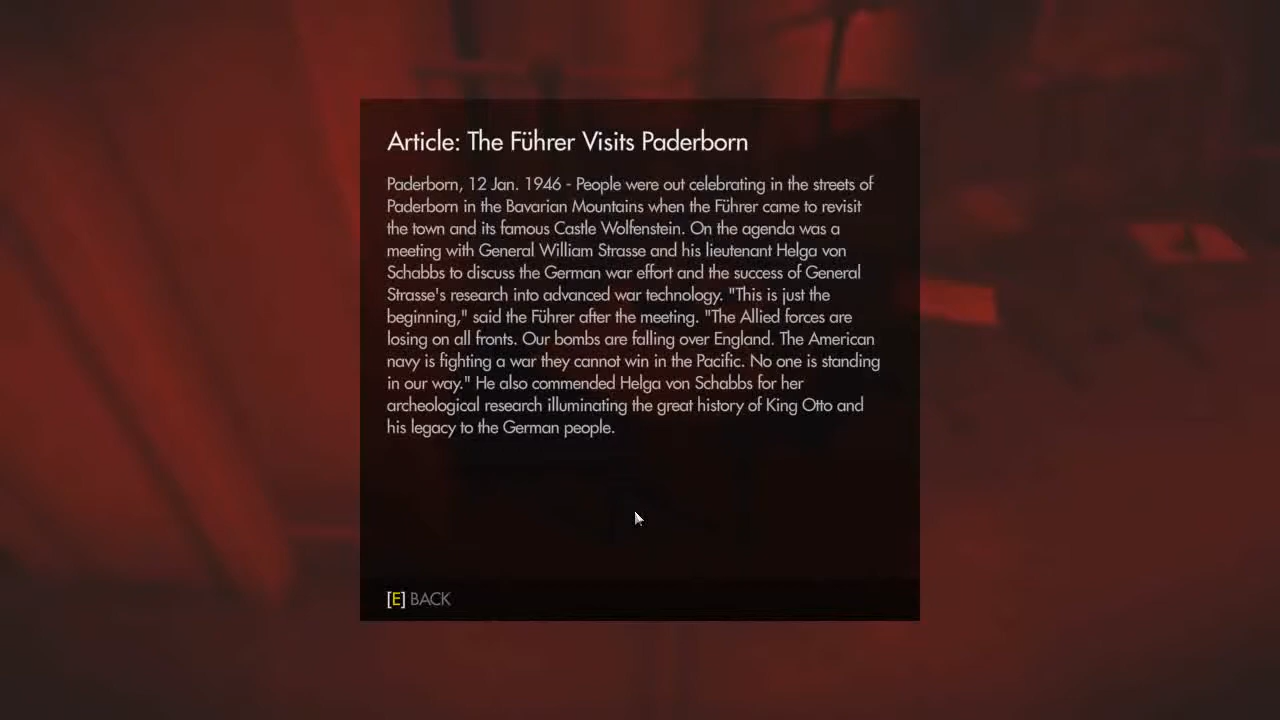 Article: The Führer Visits Paderborn
Paderborn, 12 Jan. 1946 - People were out celebrating in the streets of
Paderborn in the Bavarian Mountains when the Führer came to revisit
the town and its famous Castle Wolfenstein. On the agenda was a
meeting with General William Strasse and his lieutenant Helga von
Schabbs to discuss the German war effort and the success of General
Strasse's research into advanced war technology. "This is just the
beginning," said the Führer after the meeting. "The Allied forces are
losing on all fronts. Our bombs are falling over England. The American
navy is fighting a war they cannot win in the Pacific. No one is standing
in our way." He also commended Helga von Schabbs for her
archeological research illuminating the great history of King Otto and
his legacy to the German people.
[E] BACK